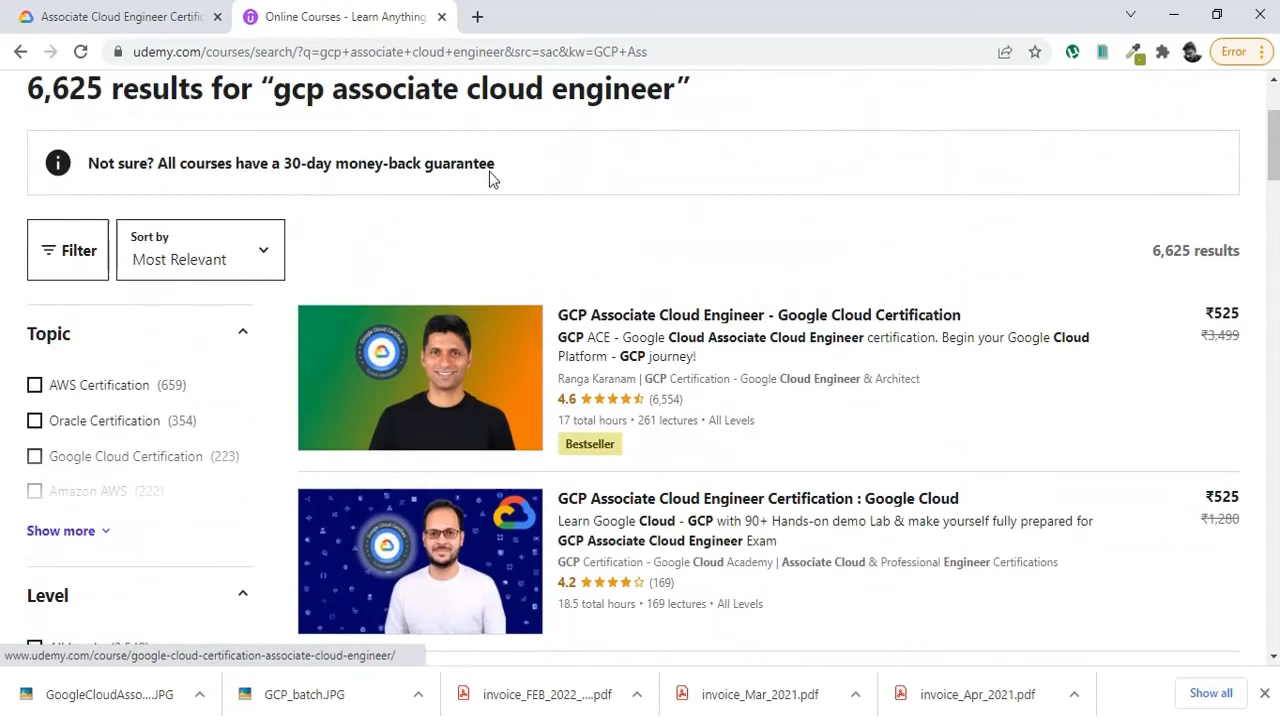 Associate Cloud Engineer Certific
Online Courses - Learn Anything,
udemy.com/courses/search/?q=gcp+associate+cloud+engineer&src=sac&kw=GCP+Ass
Error
6,625 results for “gcp associate cloud engineer”
Not sure? All courses have a 30-day money-back guarantee
Filter
Sort by
Most Relevant
6,625 results
Topic
AWS Certification (659)
Oracle Certification (354)
Google Cloud Certification (223)
Amazon AWS (222)
Show more
Level
GCP Associate Cloud Engineer - Google Cloud Certification
₹525
GCP ACE - Google Cloud Associate Cloud Engineer certification. Begin your Google Cloud
₹3,499
Platform - GCP journey!
Ranga Karanam | GCP Certification - Google Cloud Engineer & Architect
4.6 (6,554)
17 total hours • 261 lectures • All Levels
Bestseller
GCP Associate Cloud Engineer Certification : Google Cloud
₹525
Learn Google Cloud - GCP with 90+ Hands-on demo Lab & make yourself fully prepared for
₹1,280
GCP Associate Cloud Engineer Exam
GCP Certification - Google Cloud Academy | Associate Cloud & Professional Engineer Certifications
4.2 (169)
18.5 total hours • 169 lectures • All Levels
www.udemy.com/course/google-cloud-certification-associate-cloud-engineer/
GoogleCloudAsso....JPG
GCP_batch.JPG
invoice_FEB_2022_....pdf
invoice_Mar_2021.pdf
invoice_Apr_2021.pdf
Show all